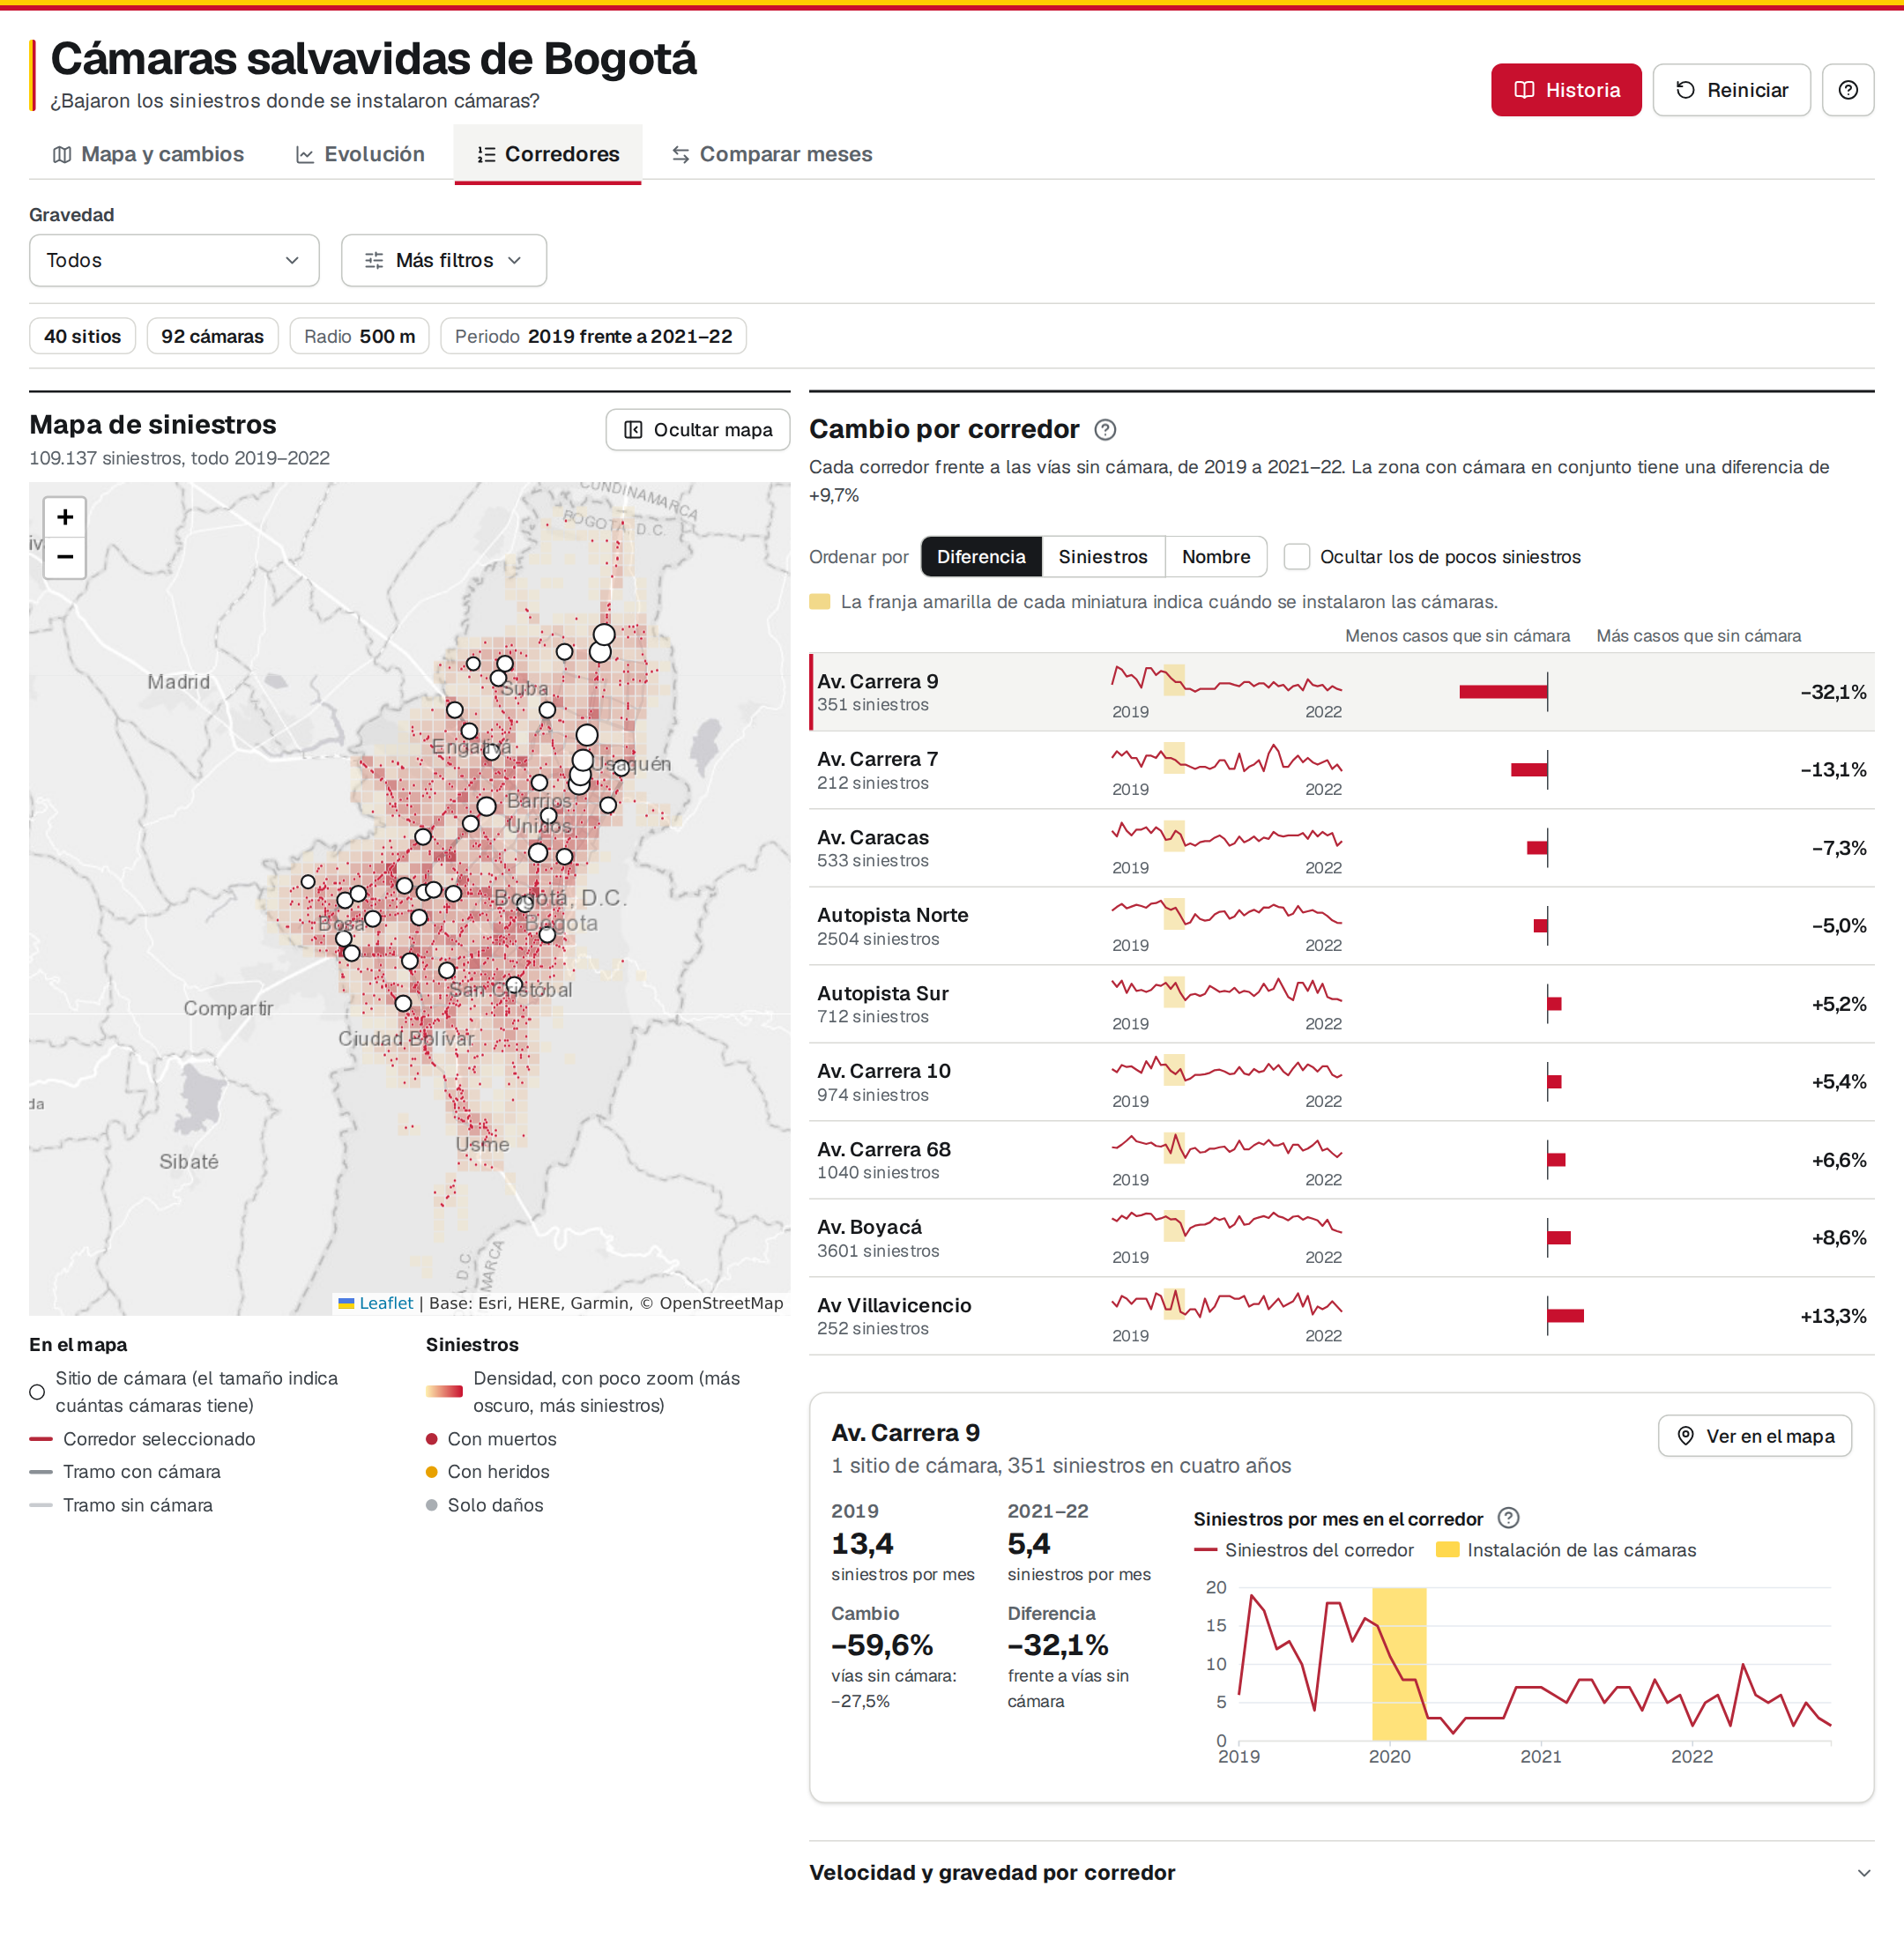 Cámaras salvavidas de Bogotá
¿Bajaron los siniestros donde se instalaron cámaras?
Historia
Reiniciar
Mapa y cambios
Evolución
Corredores
Comparar meses
Gravedad
Todos
Más filtros
40 sitios
92 cámaras
Radio 500 m
Periodo 2019 frente a 2021–22
Mapa de siniestros
Ocultar mapa
109.137 siniestros, todo 2019–2022
+
−
CUNDINAMARCA
BOGOTÁ, D.C.
Madrid
Suba
Engativá
Usaquén
Barrios
Unidos
Bogotá, D.C.
Bogota
Bosa
San Cristóbal
Compartir
Ciudad Bolívar
da
Usme
Sibaté
D.C.
MARCA
Leaflet | Base: Esri, HERE, Garmin, © OpenStreetMap
En el mapa
Sitio de cámara (el tamaño indica
cuántas cámaras tiene)
Corredor seleccionado
Tramo con cámara
Tramo sin cámara
Siniestros
Densidad, con poco zoom (más
oscuro, más siniestros)
Con muertos
Con heridos
Solo daños
Cambio por corredor
Cada corredor frente a las vías sin cámara, de 2019 a 2021–22. La zona con cámara en conjunto tiene una diferencia de
+9,7%
Ordenar por
Diferencia
Siniestros
Nombre
Ocultar los de pocos siniestros
La franja amarilla de cada miniatura indica cuándo se instalaron las cámaras.
Menos casos que sin cámara
Más casos que sin cámara
Av. Carrera 9
351 siniestros
2019
2022
−32,1%
Av. Carrera 7
212 siniestros
2019
2022
−13,1%
Av. Caracas
533 siniestros
2019
2022
−7,3%
Autopista Norte
2504 siniestros
2019
2022
−5,0%
Autopista Sur
712 siniestros
2019
2022
+5,2%
Av. Carrera 10
974 siniestros
2019
2022
+5,4%
Av. Carrera 68
1040 siniestros
2019
2022
+6,6%
Av. Boyacá
3601 siniestros
2019
2022
+8,6%
Av Villavicencio
252 siniestros
2019
2022
+13,3%
Av. Carrera 9
Ver en el mapa
1 sitio de cámara, 351 siniestros en cuatro años
2019
13,4
siniestros por mes
2021–22
5,4
siniestros por mes
Cambio
−59,6%
vías sin cámara:
−27,5%
Diferencia
−32,1%
frente a vías sin
cámara
Siniestros por mes en el corredor
Siniestros del corredor
Instalación de las cámaras
20
15
10
5
0
2019
2020
2021
2022
Velocidad y gravedad por corredor